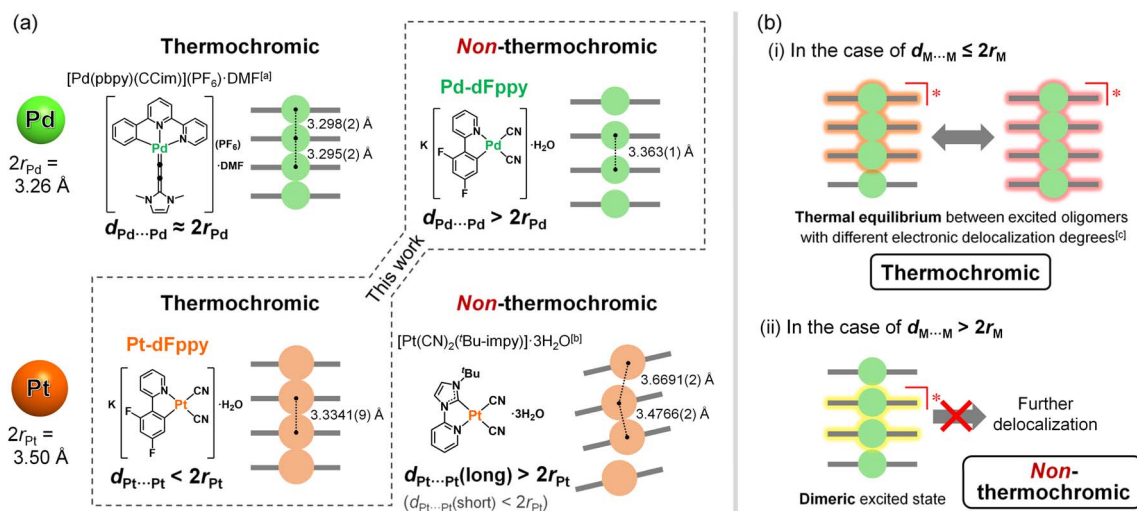 (a)
Thermochromic
Non-thermochromic
[Pd(pbpy)(CCim)](PF6)·DMF[a]
Pd-dFppy
Pd
2rPd =
3.26 Å
N
N
Pd
N
N
(PF6)
·DMF
3.298(2) Å
3.295(2) Å
dPd···Pd ≈ 2rPd
K
N
Pd
CN
CN
F
F
·H2O
3.363(1) Å
dPd···Pd > 2rPd
This work
Thermochromic
Non-thermochromic
Pt-dFppy
[Pt(CN)2(tBu-impy)]·3H2O[b]
Pt
2rPt =
3.50 Å
K
N
Pt
CN
CN
F
F
·H2O
3.3341(9) Å
dPt···Pt < 2rPt
tBu
N
N
Pt
CN
CN
N
·3H2O
3.6691(2) Å
3.4766(2) Å
dPt···Pt(long) > 2rPt
(dPt···Pt(short) < 2rPt)
(b)
(i) In the case of dM···M ≤ 2rM
*
*
Thermal equilibrium between excited oligomers
with different electronic delocalization degrees[c]
Thermochromic
(ii) In the case of dM···M > 2rM
*
Further
delocalization
Dimeric excited state
Non-
thermochromic